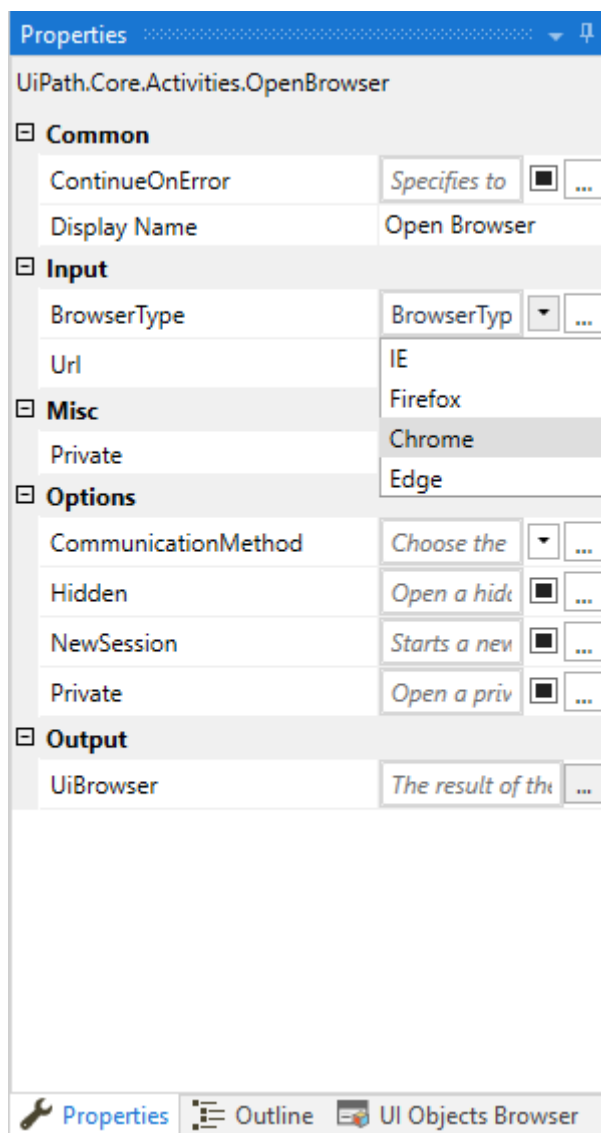 Properties
UiPath.Core.Activities.OpenBrowser
Common
ContinueOnError Specifies to ...
Display Name Open Browser
Input
BrowserType BrowserTyp ...
Url
IE
Firefox
Chrome
Edge
Misc
Private
Options
CommunicationMethod Choose the ...
Hidden Open a hidd ...
NewSession Starts a new ...
Private Open a priv ...
Output
UiBrowser The result of the ...
Properties Outline UI Objects Browser